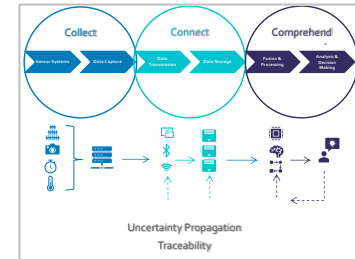 Collect
Connect
Comprehend
Sensor Systems
Data Capture
Data
Transmission
Data Storage
Fusion &
Processing
Analysis &
Decision
Making
Uncertainty Propagation
Traceability